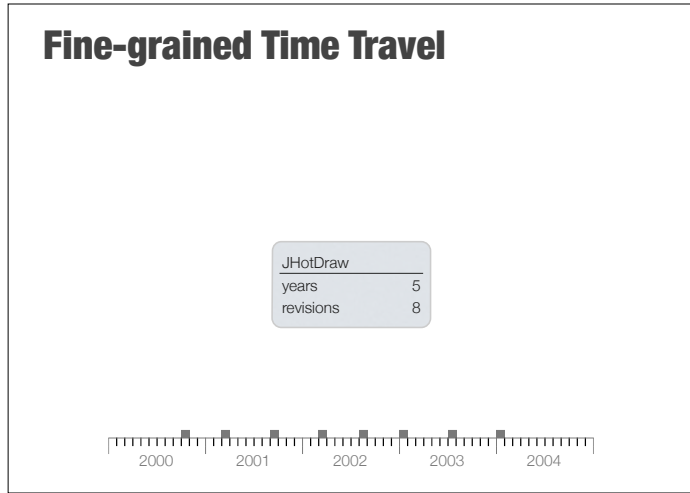 Fine-grained Time Travel
JHotDraw
years 5
revisions 8
2000 2001 2002 2003 2004